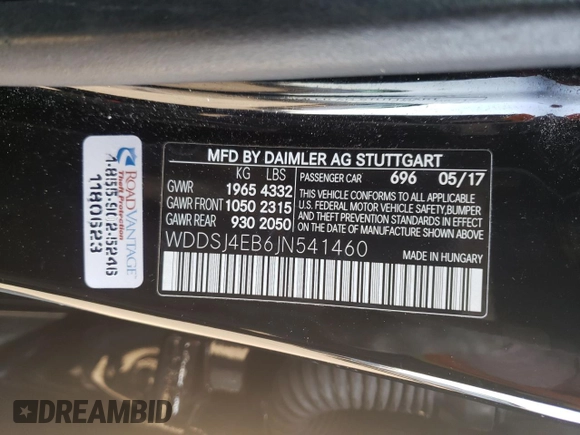 MFD BY DAIMLER AG STUTTGART
KG LBS
GVWR 1965 4332
GAWR FRONT 1050 2315
GAWR REAR 930 2050
PASSENGER CAR 696 05/17
THIS VEHICLE CONFORMS TO ALL
APPLICABLE U.S. FEDERAL
MOTOR VEHICLE SAFETY,BUMPER,
AND THEFT PREVENTION STANDARDS IN
EFFECT ON THE DATE OF
MANUFACTURE SHOWN ABOVE.
WDDSJ4EB6JN541460
MADE IN HUNGARY
ROADVANTAGE
Theft Protection
11H01523
DREAMBID